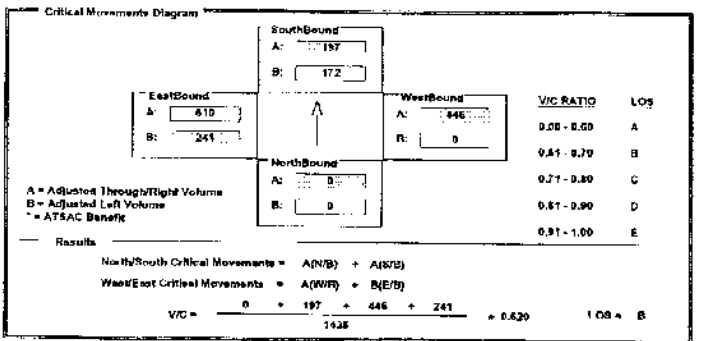 Critical Movements Diagram
SouthBound
A: 197
B: 172
EastBound
A: 610
B: 241
WestBound
A: 446
B: 0
NorthBound
A: 0
B: 0
V/C RATIO LOS
0.00 - 0.60 A
0.61 - 0.70 B
0.71 - 0.80 C
0.81 - 0.90 D
0.91 - 1.00 E
A = Adjusted Through/Right Volume
B = Adjusted Left Volume
* = ATSAC Benefit
Results
North/South Critical Movements = A(N/B) + A(S/B)
West/East Critical Movements = A(W/B) + B(E/B)
V/C = 0 + 197 + 446 + 241
1425
= 0.620 LOS = B